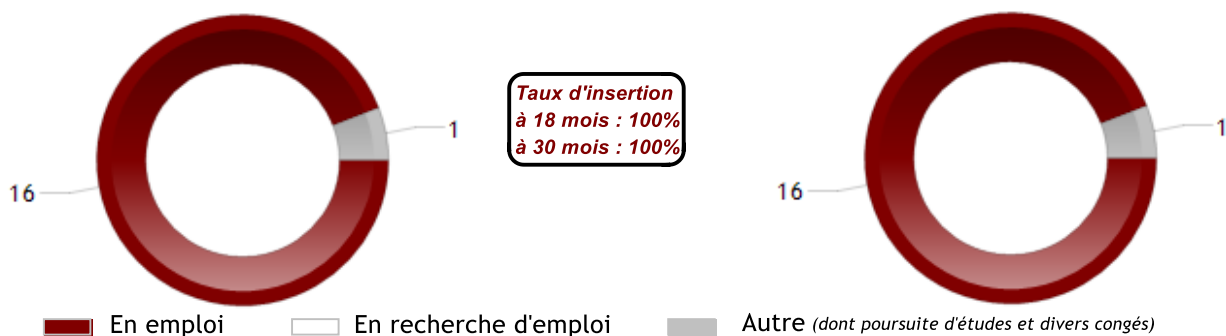 Taux d'insertion
à 18 mois : 100%
à 30 mois : 100%
1
16
1
16
En emploi
En recherche d'emploi
Autre (dont poursuite d'études et divers congés)